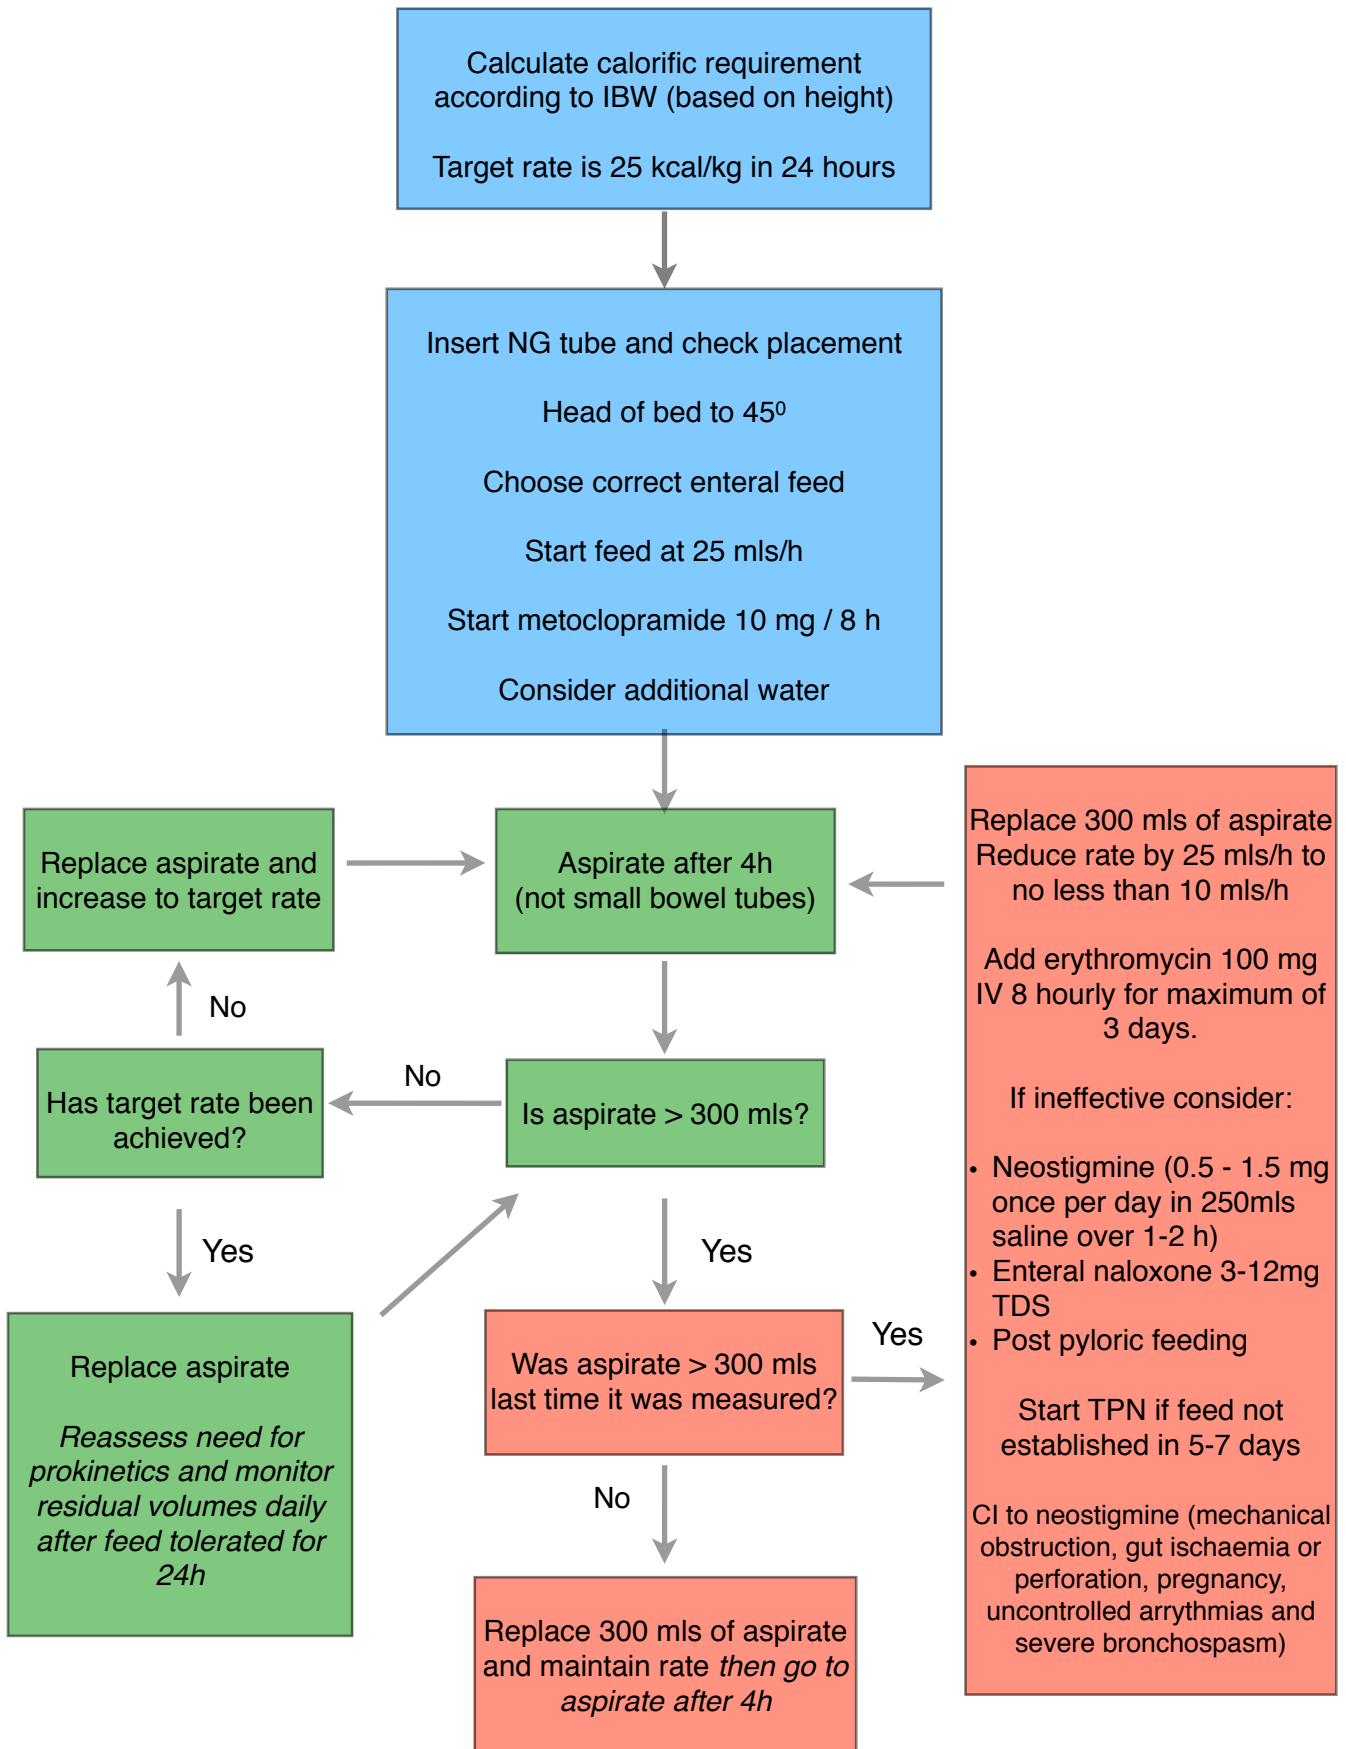 Calculate calorific requirement
according to IBW (based on height)
Target rate is 25 kcal/kg in 24 hours
Insert NG tube and check placement
Head of bed to 45⁰
Choose correct enteral feed
Start feed at 25 mls/h
Start metoclopramide 10 mg / 8 h
Consider additional water
Replace aspirate and
increase to target rate
Aspirate after 4h
(not small bowel tubes)
No
Has target rate been
achieved?
No
Is aspirate > 300 mls?
Yes
Replace aspirate
Reassess need for
prokinetics and monitor
residual volumes daily
after feed tolerated for
24h
Yes
Was aspirate > 300 mls
last time it was measured?
Yes
No
Replace 300 mls of aspirate
and maintain rate then go to
aspirate after 4h
Replace 300 mls of aspirate
Reduce rate by 25 mls/h to
no less than 10 mls/h
Add erythromycin 100 mg
IV 8 hourly for maximum of
3 days.
If ineffective consider:
• Neostigmine (0.5 - 1.5 mg
once per day in 250mls
saline over 1-2 h)
• Enteral naloxone 3-12mg
TDS
• Post pyloric feeding
Start TPN if feed not
established in 5-7 days
CI to neostigmine (mechanical
obstruction, gut ischaemia or
perforation, pregnancy,
uncontrolled arrythmias and
severe bronchospasm)